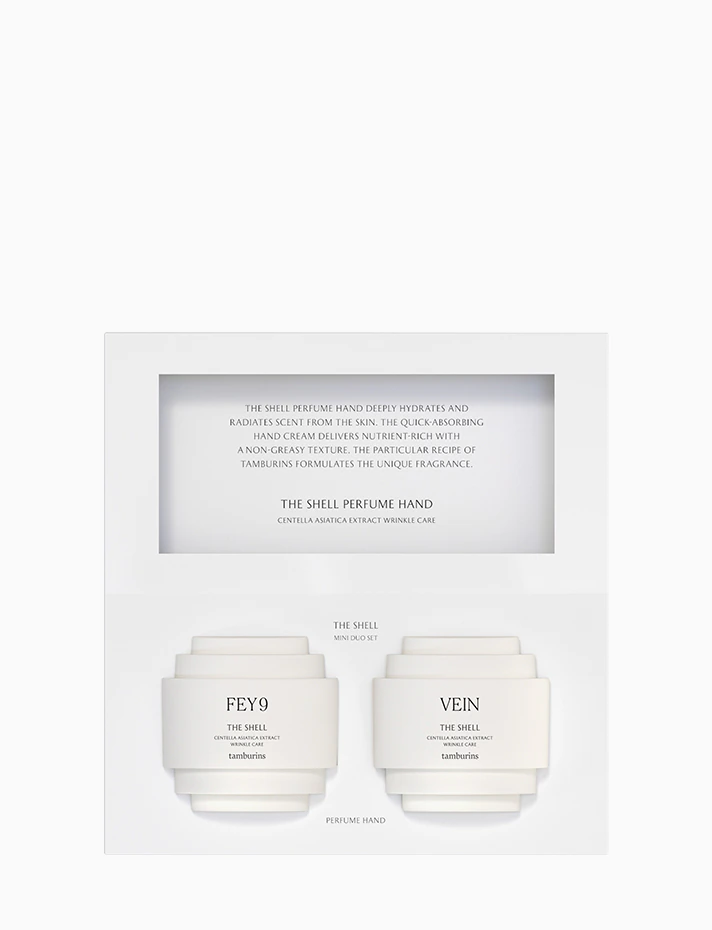 THE SHELL PERFUME HAND DEEPLY HYDRATES AND
RADIATES SCENT FROM THE SKIN. THE QUICK-ABSORBING
HAND CREAM DELIVERS NUTRIENT-RICH WITH
A NON-GREASY TEXTURE. THE PARTICULAR RECIPE OF
TAMBURINS FORMULATES THE UNIQUE FRAGRANCE.
THE SHELL PERFUME HAND
CENTELLA ASIATICA EXTRACT WRINKLE CARE
THE SHELL
MINI DUO SET
FEY9
THE SHELL
CENTELLA ASIATICA EXTRACT
WRINKLE CARE
tamburins
VEIN
THE SHELL
CENTELLA ASIATICA EXTRACT
WRINKLE CARE
tamburins
PERFUME HAND